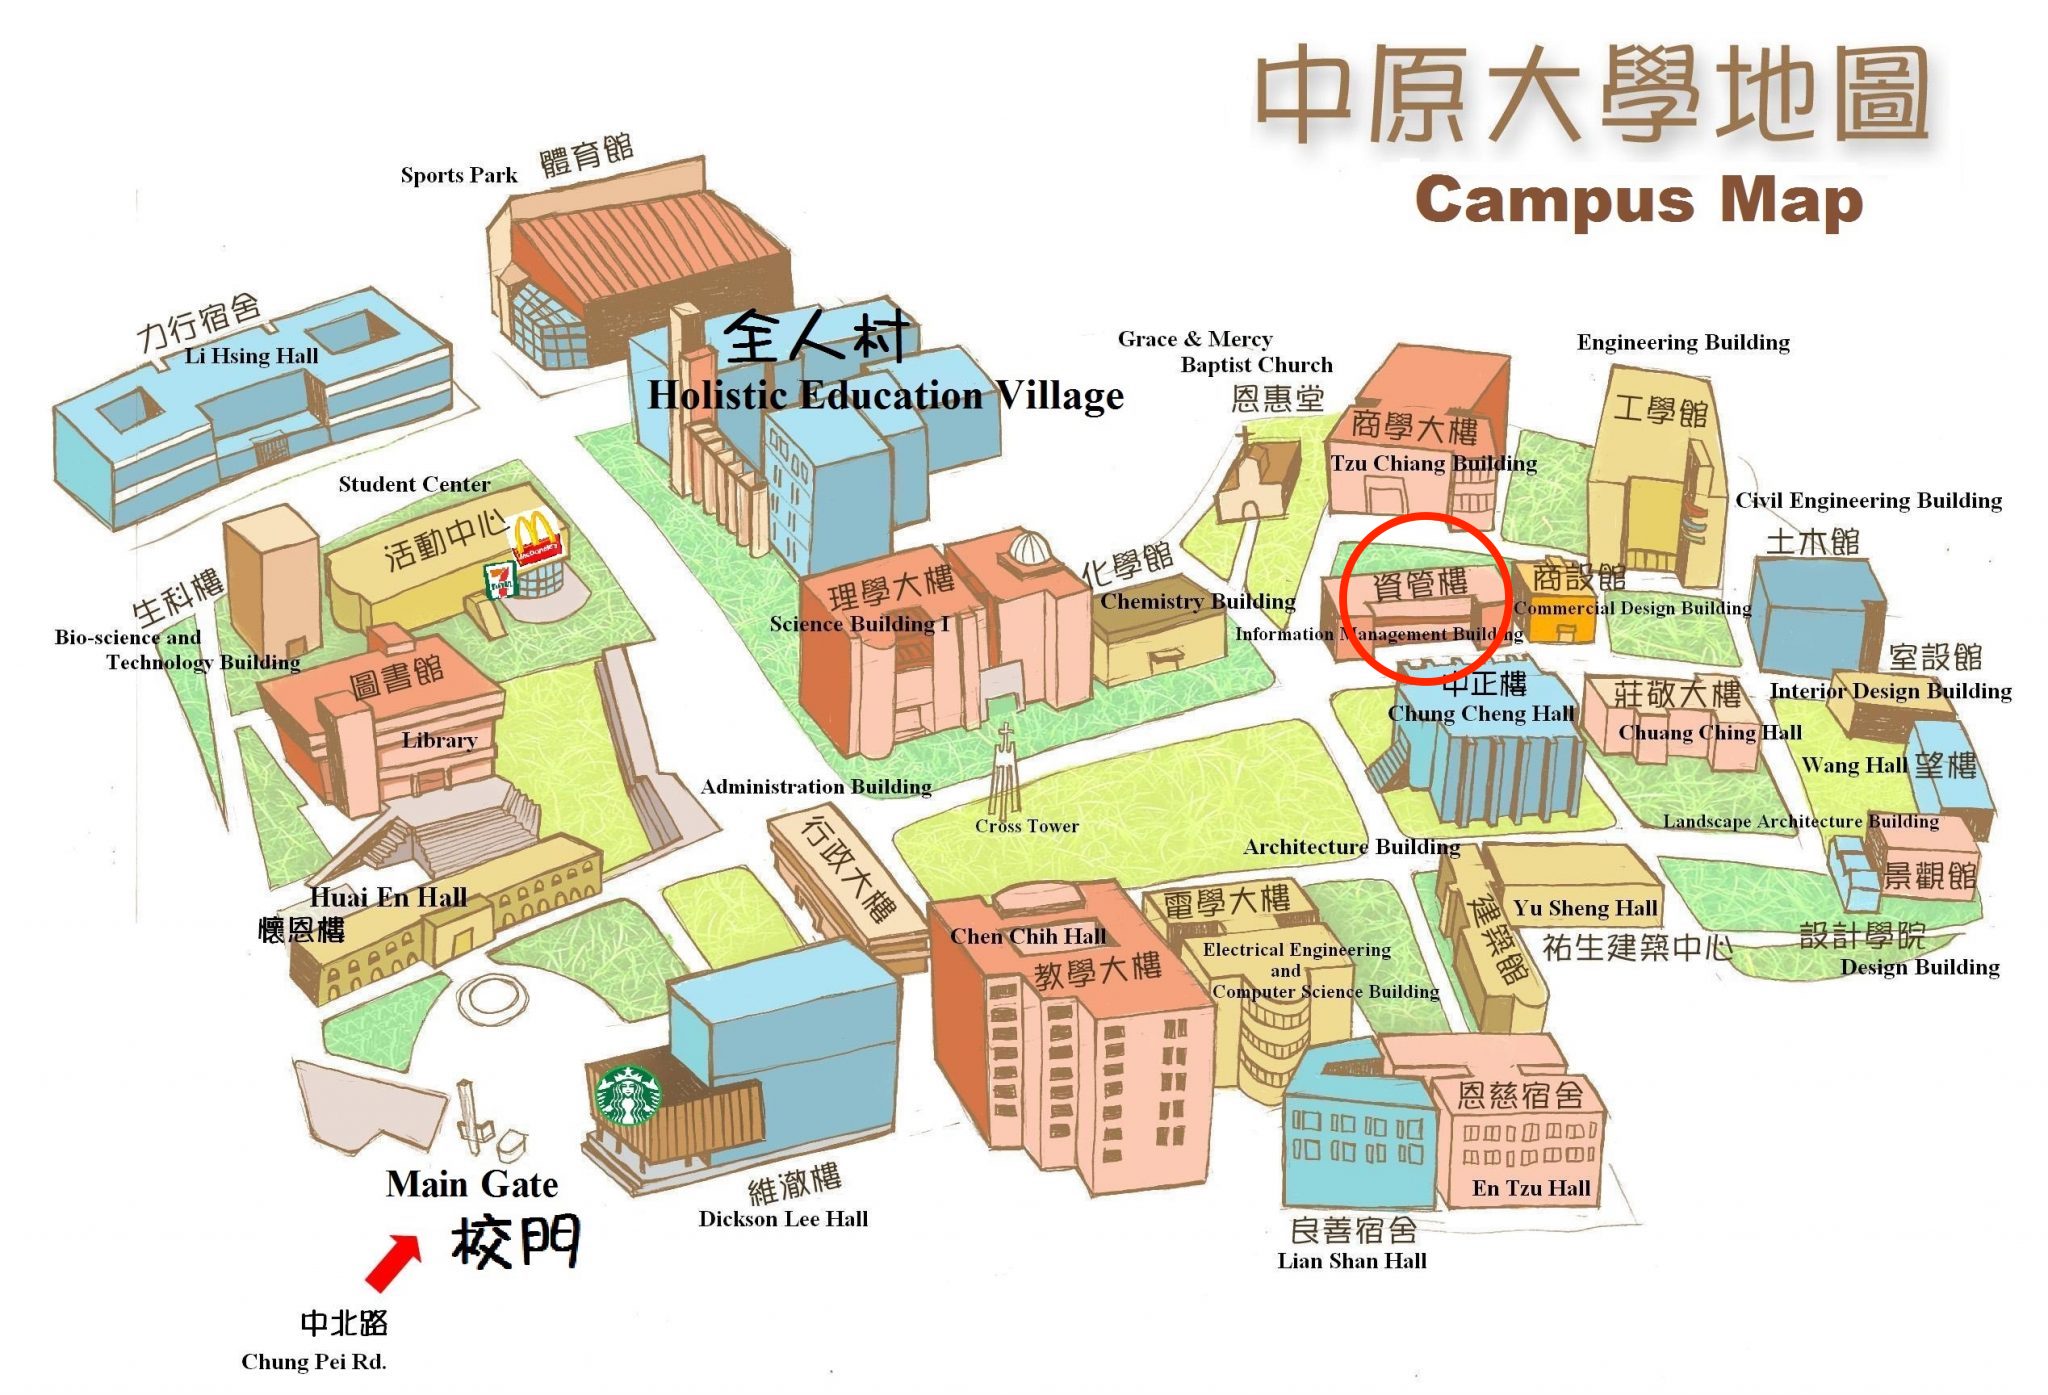 中原大學地圖
Campus Map
體育館
Sports Park
力行宿舍
Li Hsing Hall
全人村
Holistic Education Village
Grace & Mercy
Baptist Church
恩惠堂
商學大樓
Tzu Chiang Building
Engineering Building
工學館
Student Center
活動中心
McDonald's
Civil Engineering Building
土木館
生科樓
Bio-science and
Technology Building
理學大樓
Science Building I
化學館
Chemistry Building
資管樓
Information Management Building
商設館
Commercial Design Building
圖書館
Library
中正樓
Chung Cheng Hall
莊敬大樓
Chuang Ching Hall
室設館
Interior Design Building
Wang Hall 望樓
Administration Building
行政大樓
Cross Tower
Landscape Architecture Building
景觀館
Architecture Building
建築館
Yu Sheng Hall
祐生建築中心
設計學院
Design Building
Huai En Hall
懷恩樓
Chen Chih Hall
教學大樓
電學大樓
Electrical Engineering
and
Computer Science Building
恩慈宿舍
En Tzu Hall
良善宿舍
Lian Shan Hall
維澈樓
Dickson Lee Hall
Main Gate
校門
中北路
Chung Pei Rd.